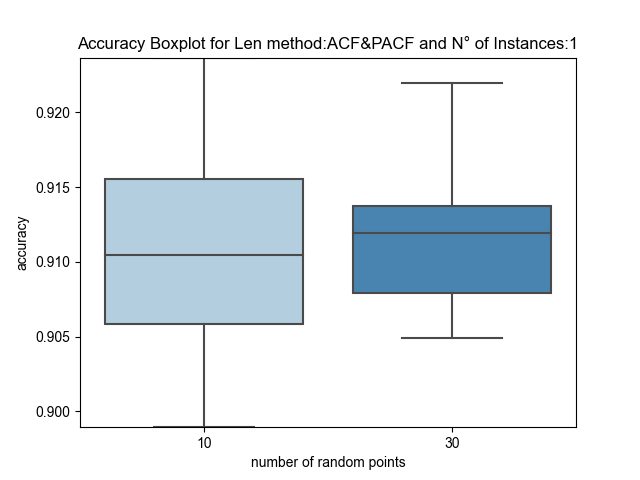 Accuracy Boxplot for Len method:ACF&PACF and N° of Instances:1
0.920
0.915
0.910
0.905
0.900
accuracy
10
30
number of random points